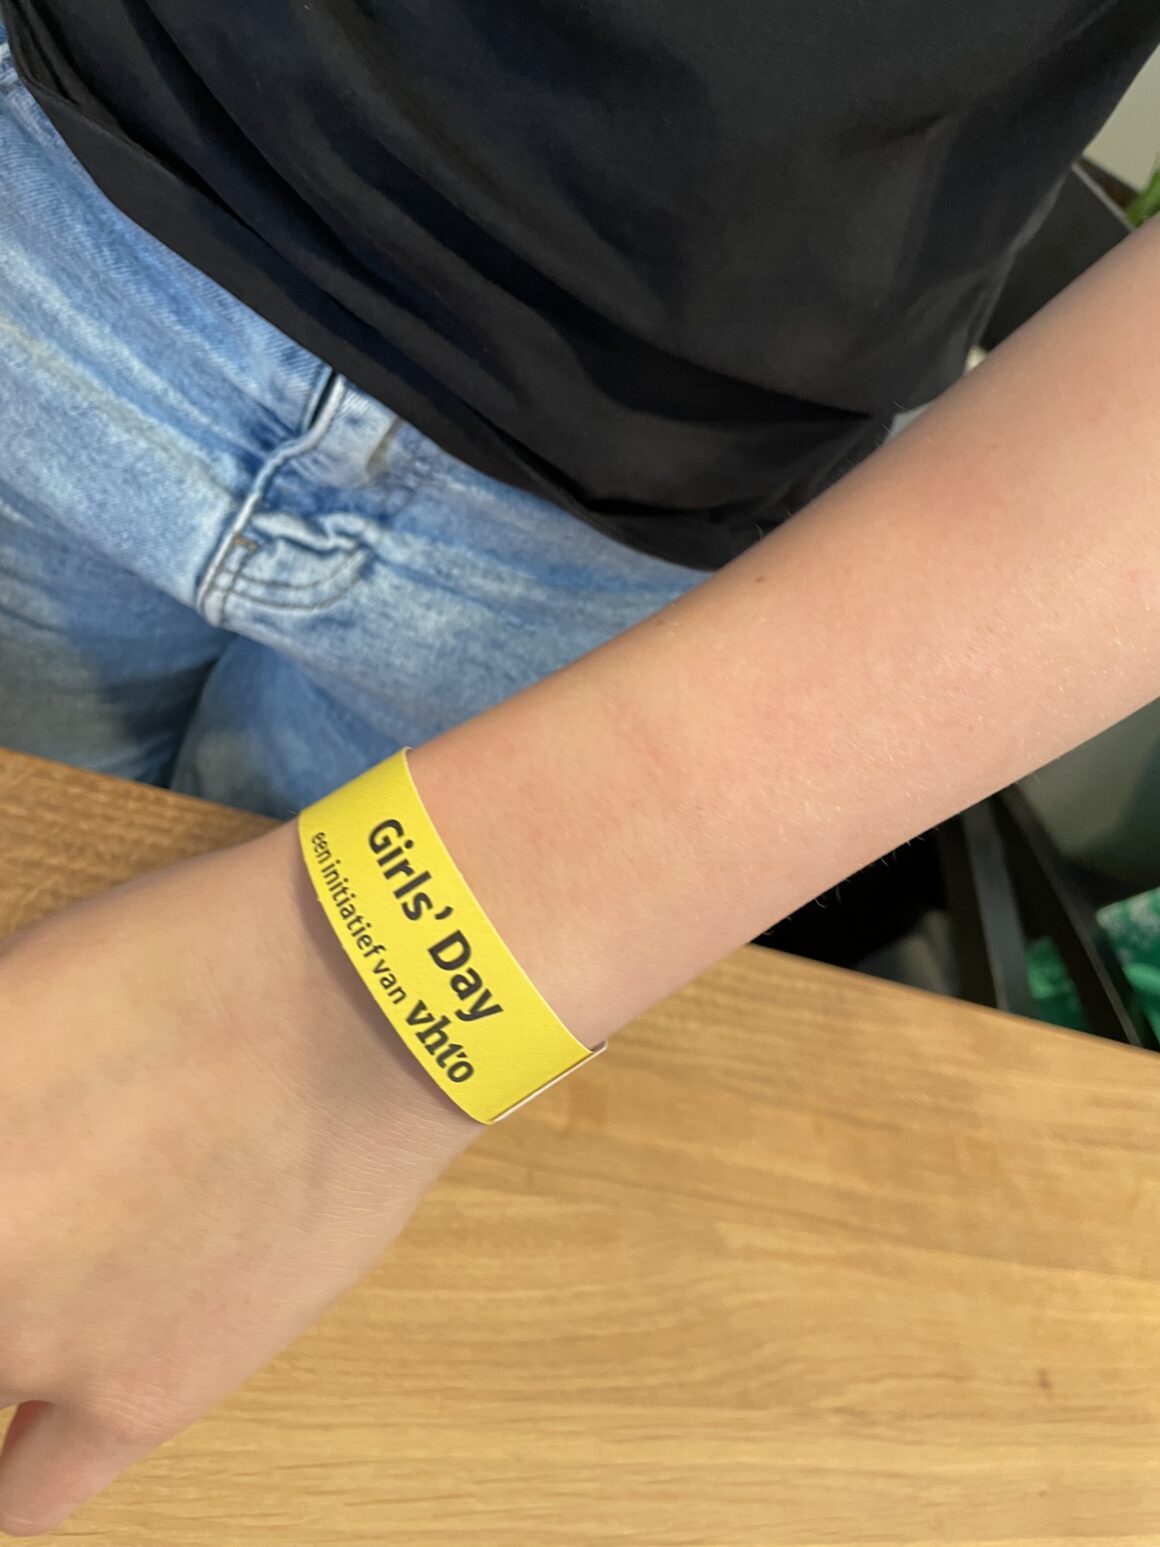 Girls' Day
een initiatief van vhto